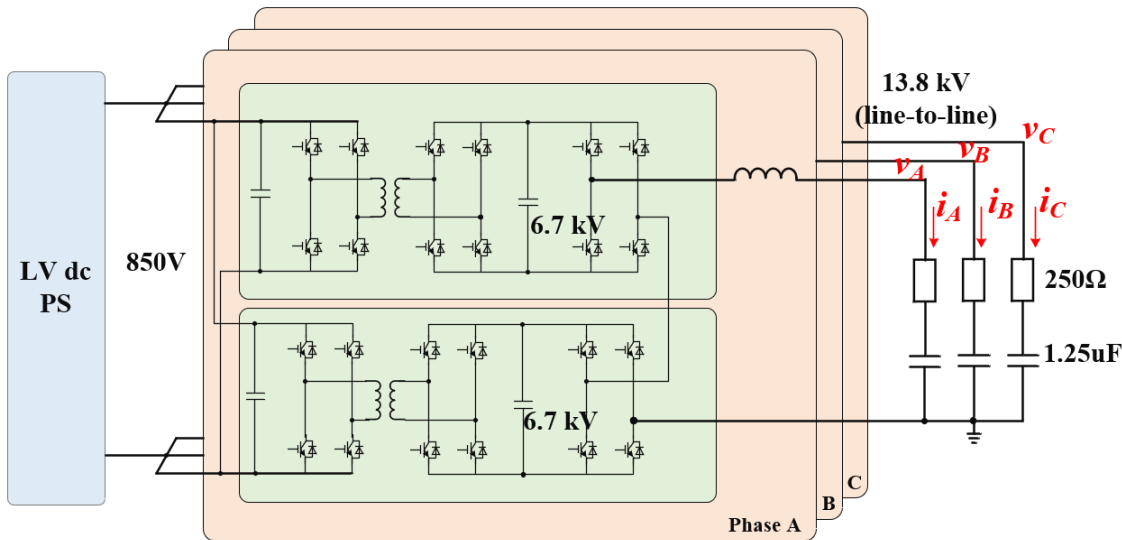 LV dc
PS
850V
6.7 kV
6.7 kV
Phase A
B
C
13.8 kV
(line-to-line)
vC
vB
vA
iA
iB
iC
250Ω
1.25uF